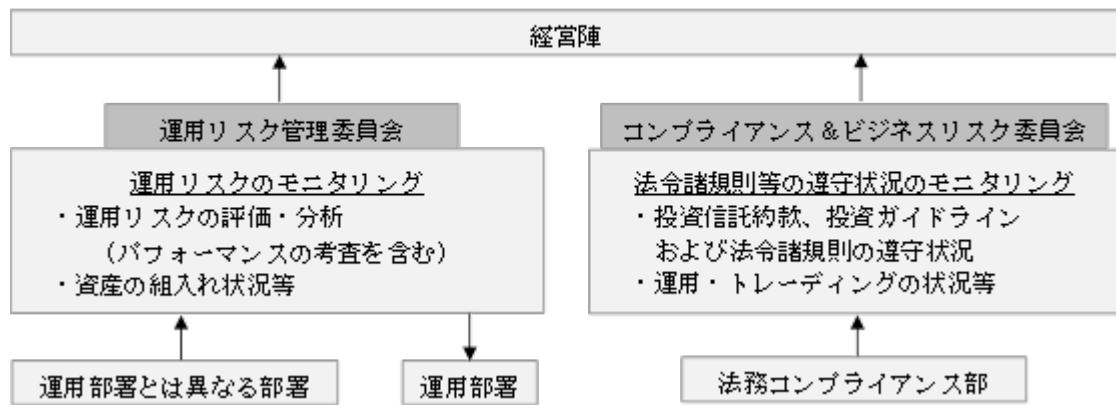 経営陣
運用リスク管理委員会
運用リスクのモニタリング
・運用リスクの評価・分析
（パフォーマンスの考査を含む）
・資産の組入れ状況等
運用部署とは異なる部署
運用部署
コンプライアンス＆ビジネスリスク委員会
法令諸規則等の遵守状況のモニタリング
・投資信託約款、投資ガイドライン
および法令諸規則の遵守状況
・運用・トレーディングの状況等
法務コンプライアンス部